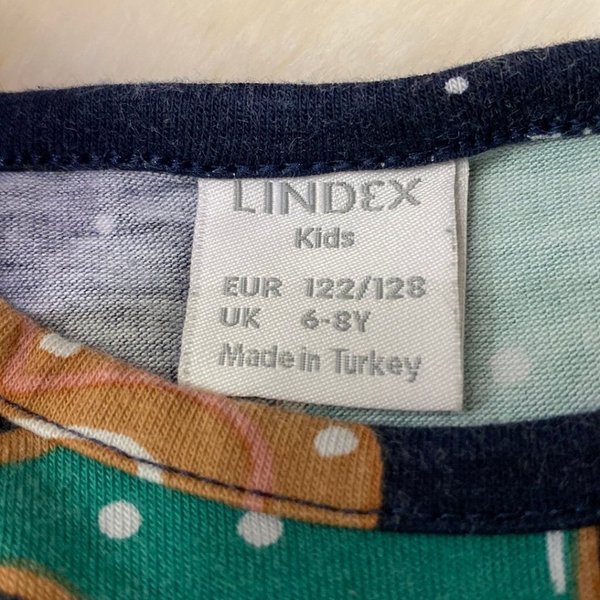 LINDEX
Kids
EUR 122/128
UK 6-8Y
Made in Turkey